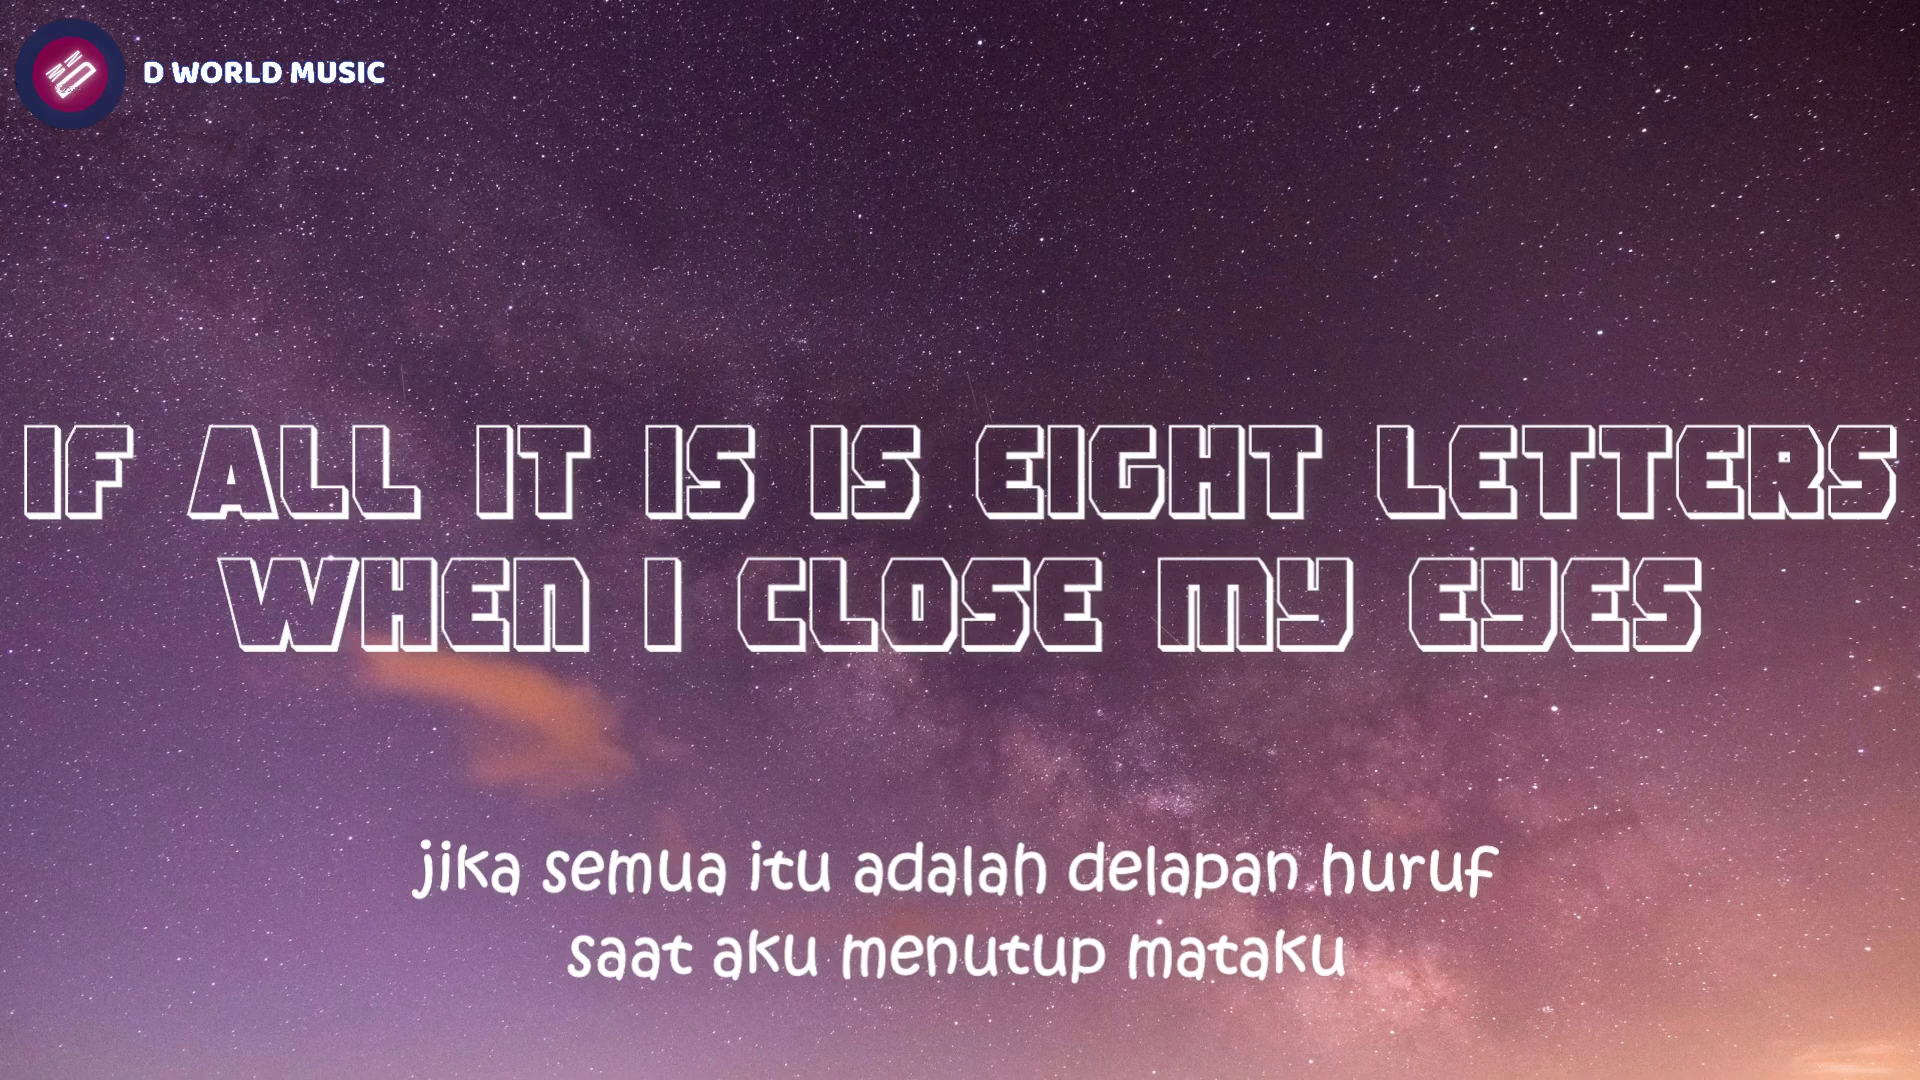 D WORLD MUSIC
IF ALL IT IS IS EIGHT LETTERS
WHEN I CLOSE MY EYES
jika semua itu adalah delapan huruf
saat aku menutup mataku